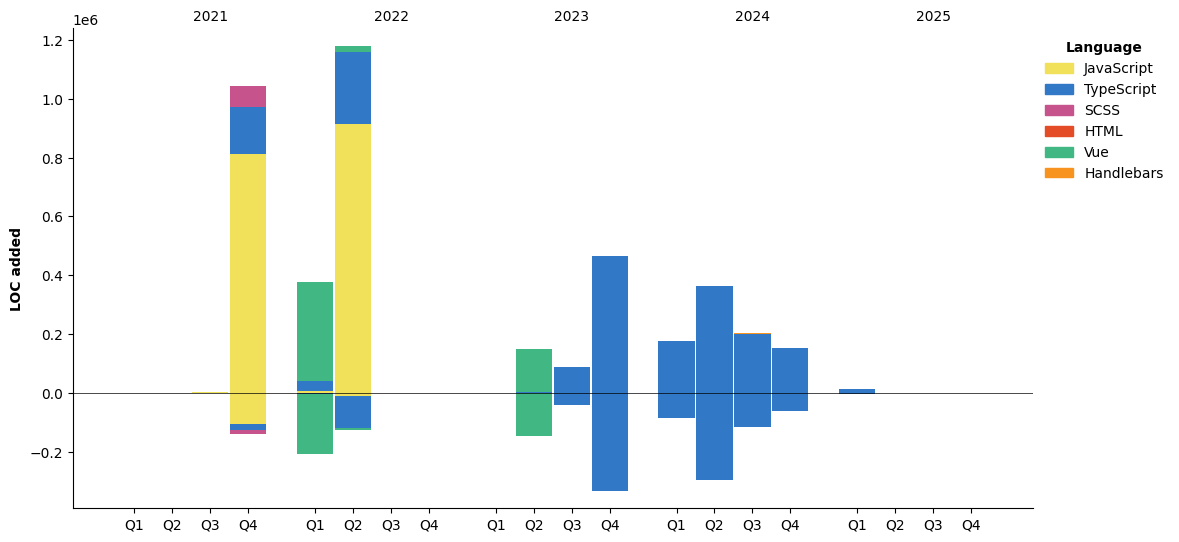 2021 2022 2023 2024 2025
1e6
Language
JavaScript
TypeScript
SCSS
HTML
Vue
Handlebars
LOC added
1.2
1.0
0.8
0.6
0.4
0.2
0.0
−0.2
Q1 Q2 Q3 Q4 Q1 Q2 Q3 Q4 Q1 Q2 Q3 Q4 Q1 Q2 Q3 Q4 Q1 Q2 Q3 Q4